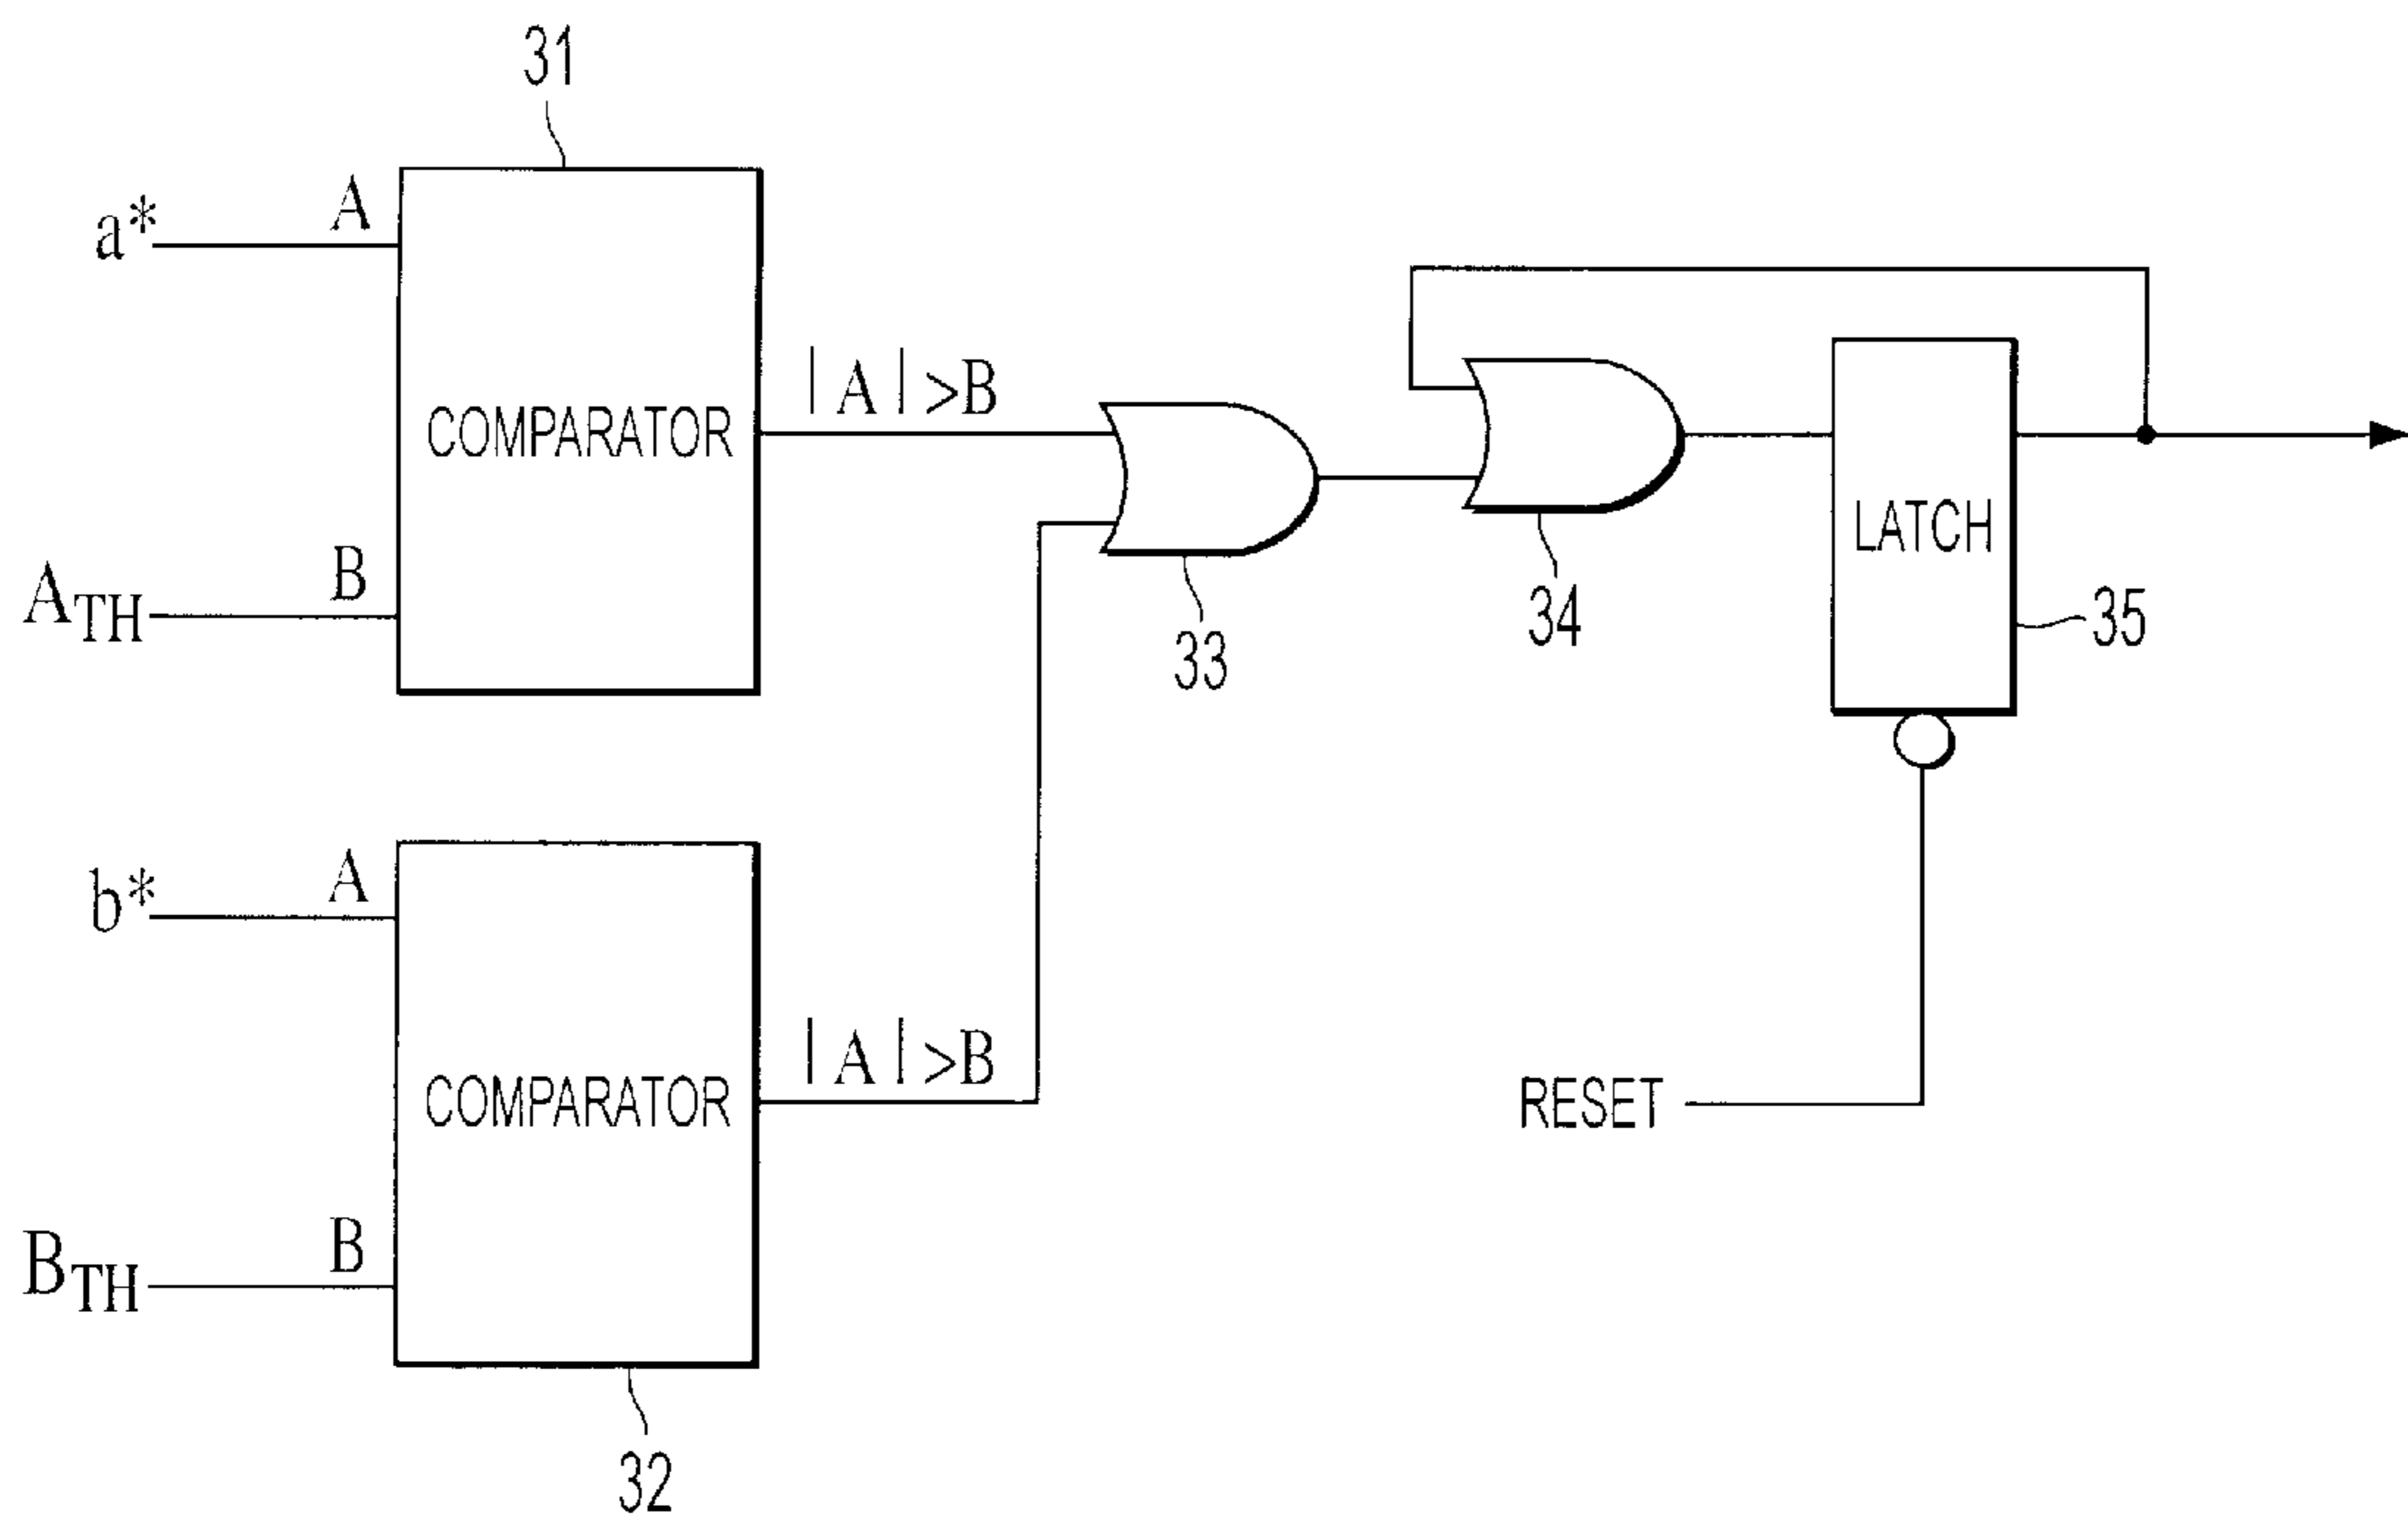 31
a*
A
COMPARATOR
|A|>B
A_TH
B
33
34
LATCH
35
b*
A
COMPARATOR
|A|>B
B_TH
B
RESET
32